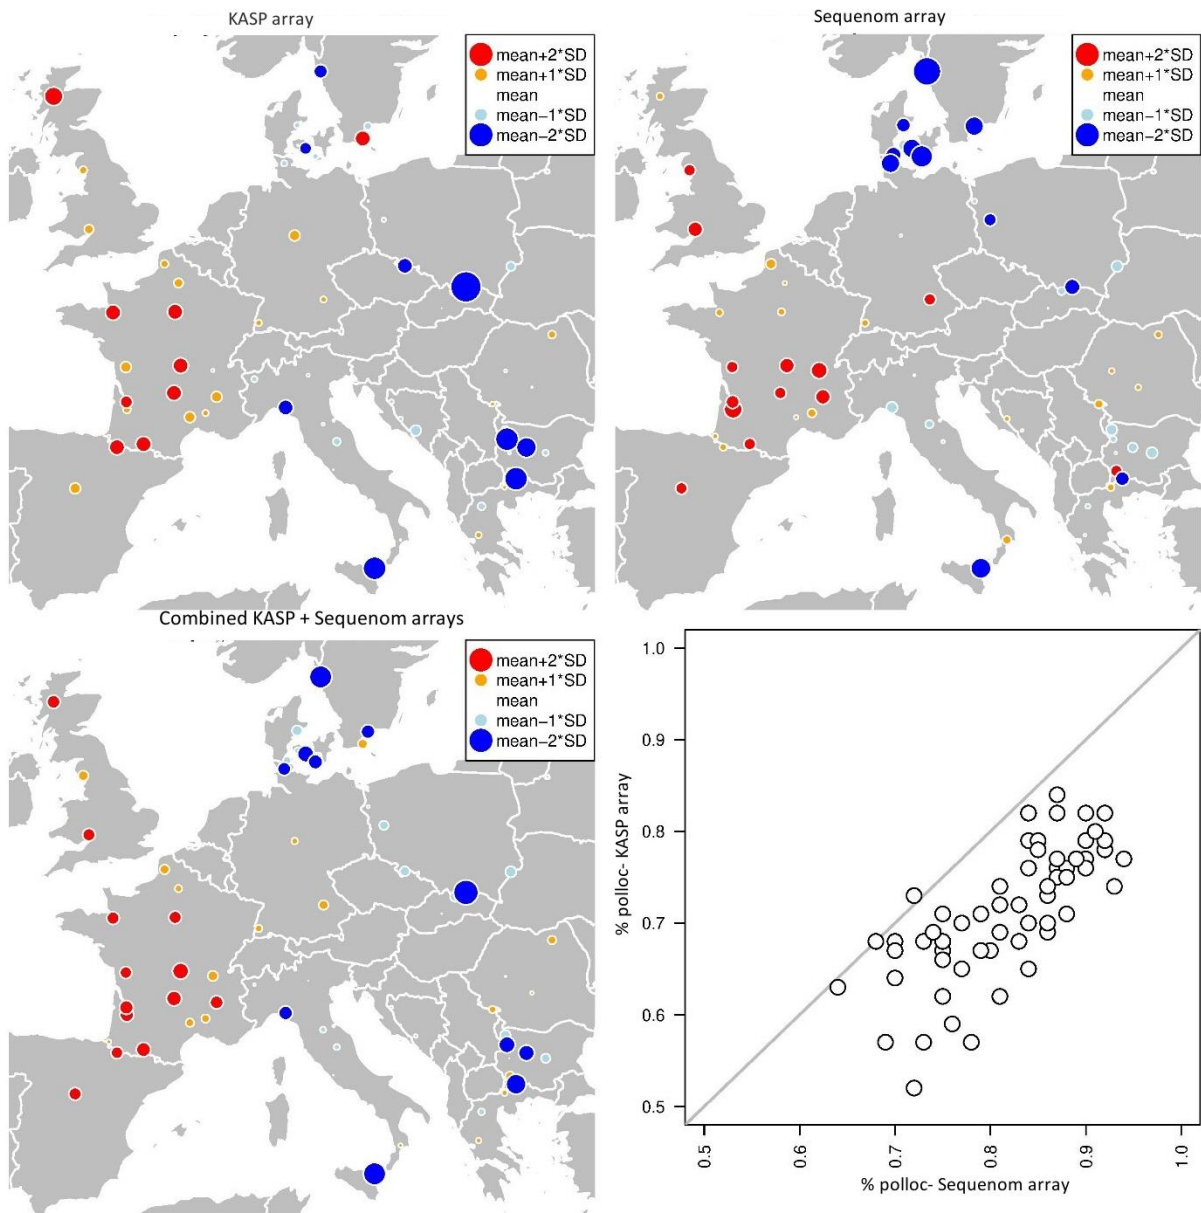 KASP array
mean+2*SD
mean+1*SD
mean
mean−1*SD
mean−2*SD
Sequenom array
mean+2*SD
mean+1*SD
mean
mean−1*SD
mean−2*SD
Combined KASP + Sequenom arrays
mean+2*SD
mean+1*SD
mean
mean−1*SD
mean−2*SD
% polloc- KASP array
1.0
0.9
0.8
0.7
0.6
0.5
0.5 0.6 0.7 0.8 0.9 1.0
% polloc- Sequenom array